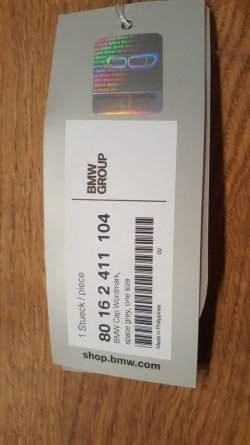 BMW
GROUP
1 Stueck / piece
80 16 2 411 104
BMW Cap Wordmark,
space grey, one size
00
Made in Philippines
shop.bmw.com